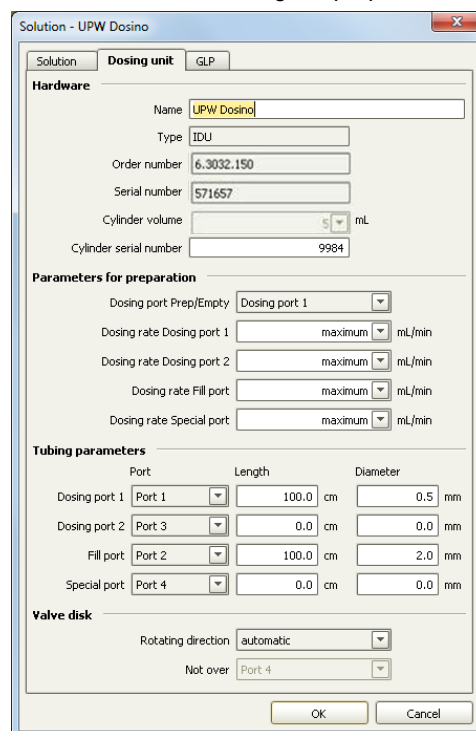 Solution - UPW Dosino
Solution Dosing unit GLP
Hardware
Name UPW Dosino
Type IDU
Order number 6.3032.150
Serial number 571657
Cylinder volume 5 mL
Cylinder serial number 9984
Parameters for preparation
Dosing port Prep/Empty Dosing port 1
Dosing rate Dosing port 1 maximum mL/min
Dosing rate Dosing port 2 maximum mL/min
Dosing rate Fill port maximum mL/min
Dosing rate Special port maximum mL/min
Tubing parameters
Port Length Diameter
Dosing port 1 Port 1 100.0 cm 0.5 mm
Dosing port 2 Port 3 0.0 cm 0.0 mm
Fill port Port 2 100.0 cm 2.0 mm
Special port Port 4 0.0 cm 0.0 mm
Valve disk
Rotating direction automatic
Not over Port 4
OK Cancel